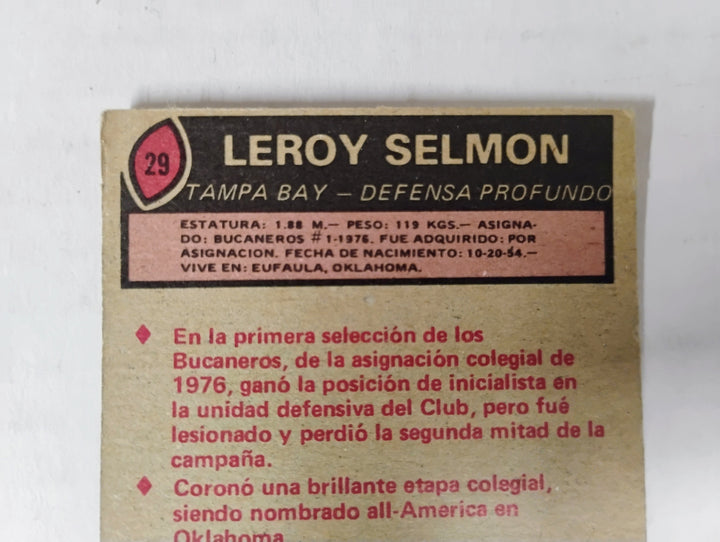 29
LEROY SELMON
TAMPA BAY — DEFENSA PROFUNDO
ESTATURA: 1.88 M.— PESO: 119 KGS.— ASIGNA-
DO: BUCANEROS #1-1976. FUE ADQUIRIDO: POR
ASIGNACION. FECHA DE NACIMIENTO: 10-20-54.—
VIVE EN: EUFAULA, OKLAHOMA.
♦ En la primera selección de los
Bucaneros, de la asignación colegial de
1976, ganó la posición de inicialista en
la unidad defensiva del Club, pero fué
lesionado y perdió la segunda mitad de la
campaña.
♦ Coronó una brillante etapa colegial,
siendo nombrado all-America en
Oklahoma